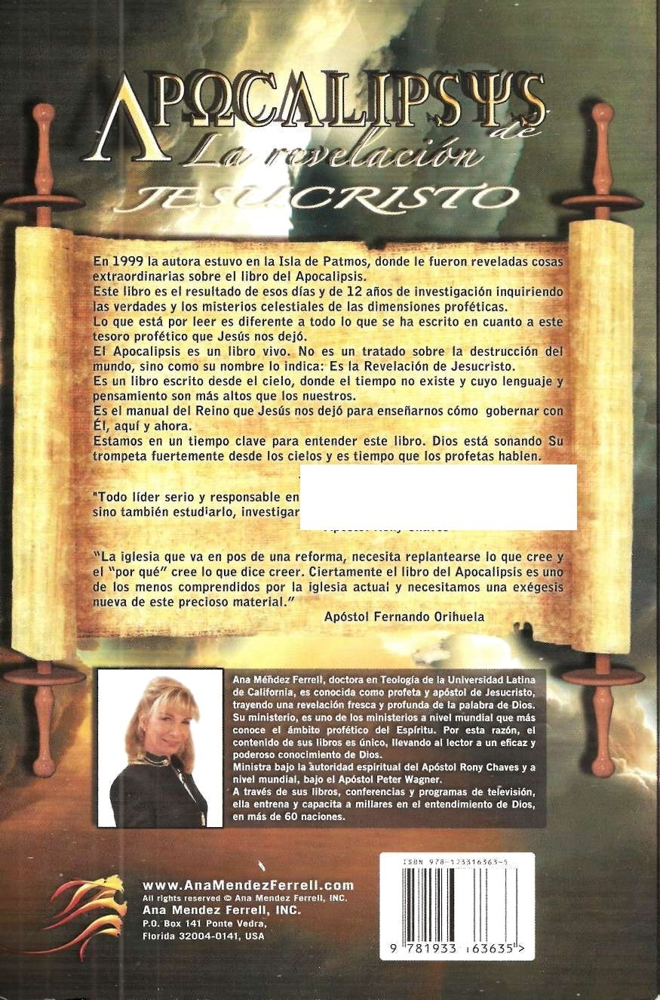 APOCALIPSYS
de
La revelación
JESUCRISTO
En 1999 la autora estuvo en la Isla de Patmos, donde le fueron reveladas cosas
extraordinarias sobre el libro del Apocalipsis.
Este libro es el resultado de esos días y de 12 años de investigación inquiriendo
las verdades y los misterios celestiales de las dimensiones proféticas.
Lo que está por leer es diferente a todo lo que se ha escrito en cuanto a este
tesoro profético que Jesús nos dejó.
El Apocalipsis es un libro vivo. No es un tratado sobre la destrucción del
mundo, sino como su nombre lo indica: Es la Revelación de Jesucristo.
Es un libro escrito desde el cielo, donde el tiempo no existe y cuyo lenguaje y
pensamiento son más altos que los nuestros.
Es el manual del Reino que Jesús nos dejó para enseñarnos cómo gobernar con
Él, aquí y ahora.
Estamos en un tiempo clave para entender este libro. Dios está sonando Su
trompeta fuertemente desde los cielos y es tiempo que los profetas hablen.
"Todo líder serio y responsable en
sino también estudiarlo, investigar
"La iglesia que va en pos de una reforma, necesita replantearse lo que cree y
el "por qué" cree lo que dice creer. Ciertamente el libro del Apocalipsis es uno
de los menos comprendidos por la iglesia actual y necesitamos una exégesis
nueva de este precioso material."
Apóstol Fernando Orihuela
Ana Méndez Ferrell, doctora en Teología de la Universidad Latina
de California, es conocida como profeta y apóstol de Jesucristo,
trayendo una revelación fresca y profunda de la palabra de Dios.
Su ministerio, es uno de los ministerios a nivel mundial que más
conoce el ámbito profético del Espíritu. Por esta razón, el
contenido de sus libros es único, llevando al lector a un eficaz y
poderoso conocimiento de Dios.
Ministra bajo la autoridad espiritual del Apóstol Rony Chaves y a
nivel mundial, bajo el Apóstol Peter Wagner.
A través de sus libros, conferencias y programas de televisión,
ella entrena y capacita a millares en el entendimiento de Dios,
en más de 60 naciones.
www.AnaMendezFerrell.com
All rights reserved © Ana Mendez Ferrell, INC.
Ana Mendez Ferrell, INC.
P.O. Box 141 Ponte Vedra,
Florida 32004-0141, USA
ISBN 978-123316363-5
9 781933 163635>